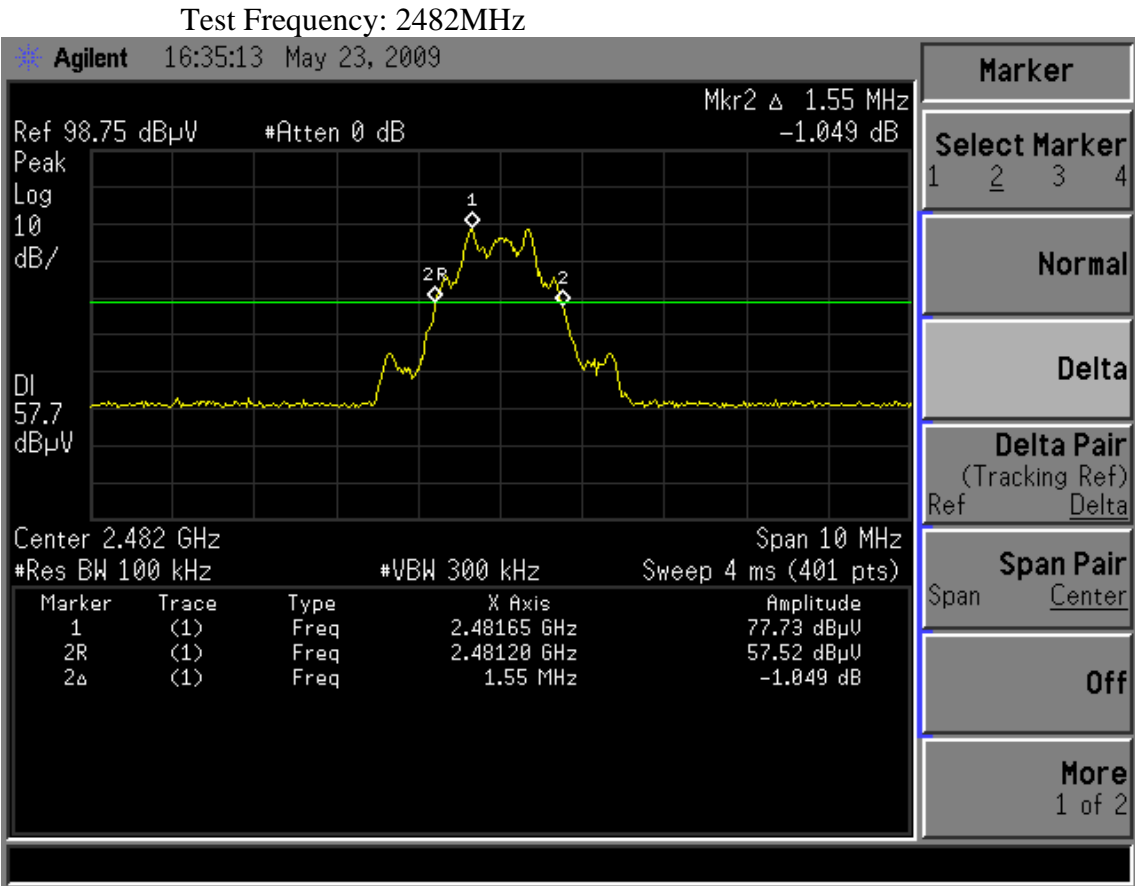 Test Frequency: 2482MHz
Agilent 16:35:13 May 23, 2009
Mkr2 Δ 1.55 MHz
Ref 98.75 dBµV #Atten 0 dB -1.049 dB
Peak
Log
10
dB/
1
2R
2
DI
57.7
dBµV
Center 2.482 GHz Span 10 MHz
#Res BW 100 kHz #VBW 300 kHz Sweep 4 ms (401 pts)
Marker Trace Type X Axis Amplitude
1 (1) Freq 2.48165 GHz 77.73 dBµV
2R (1) Freq 2.48120 GHz 57.52 dBµV
2Δ (1) Freq 1.55 MHz -1.049 dB
Marker
Select Marker
1 2 3 4
Normal
Delta
Delta Pair
(Tracking Ref)
Ref Delta
Span Pair
Span Center
Off
More
1 of 2